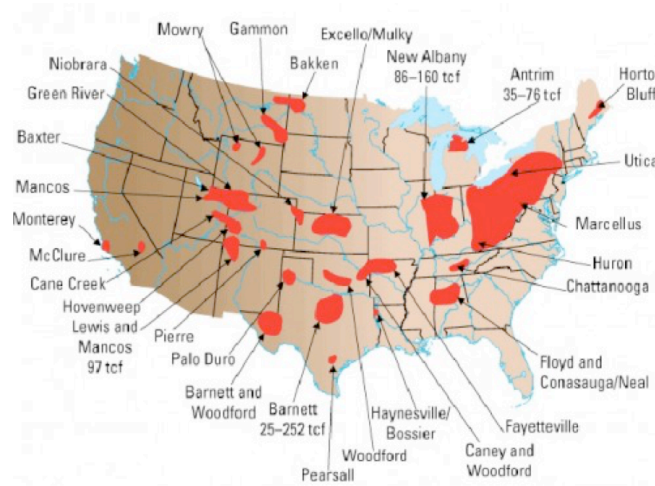 Mowry
Gammon
Excello/Mulky
Niobrara
Bakken
New Albany
86–160 tcf
Antrim
35–76 tcf
Horto
Bluff
Green River
Baxter
Utica
Mancos
Marcellus
Monterey
McClure
Huron
Cane Creek
Chattanooga
Hovenweep
Lewis and
Mancos
97 tcf
Pierre
Palo Duro
Floyd and
Conasauga/Neal
Barnett and
Woodford
Barnett
25–252 tcf
Haynesville/
Bossier
Fayetteville
Woodford
Caney and
Woodford
Pearsall